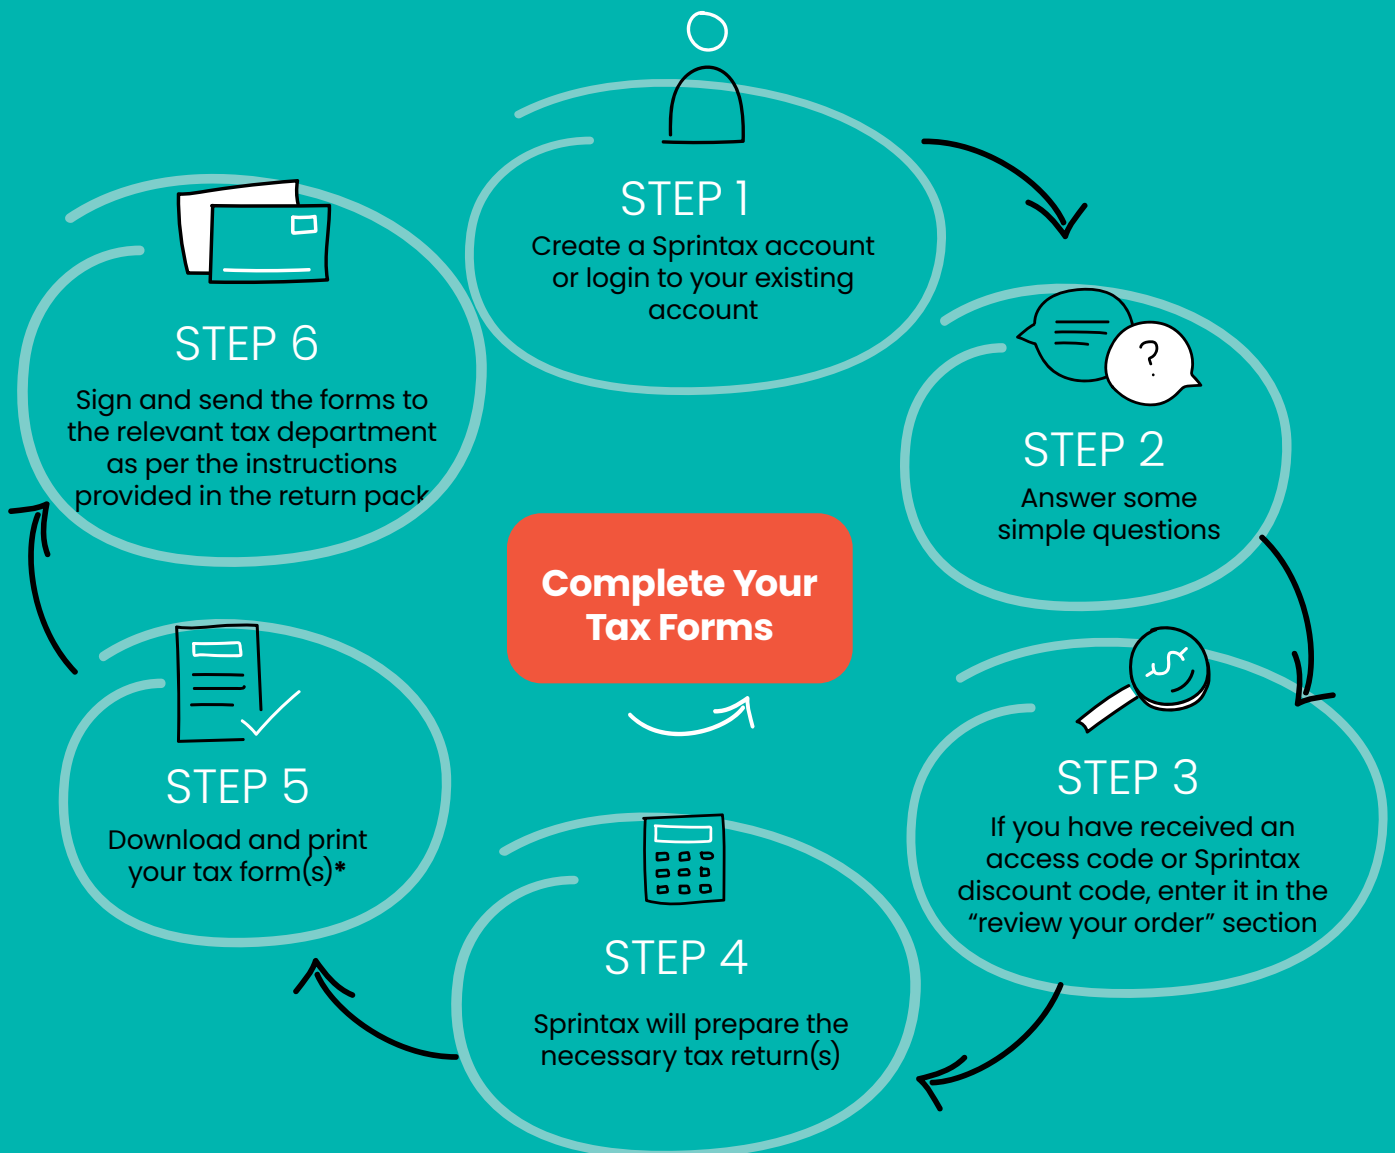 STEP 1
Create a Sprintax account
or login to your existing
account
STEP 2
Answer some
simple questions
STEP 3
If you have received an
access code or Sprintax
discount code, enter it in the
“review your order” section
STEP 4
Sprintax will prepare the
necessary tax return(s)
STEP 5
Download and print
your tax form(s)*
STEP 6
Sign and send the forms to
the relevant tax department
as per the instructions
provided in the return pack
Complete Your
Tax Forms
?